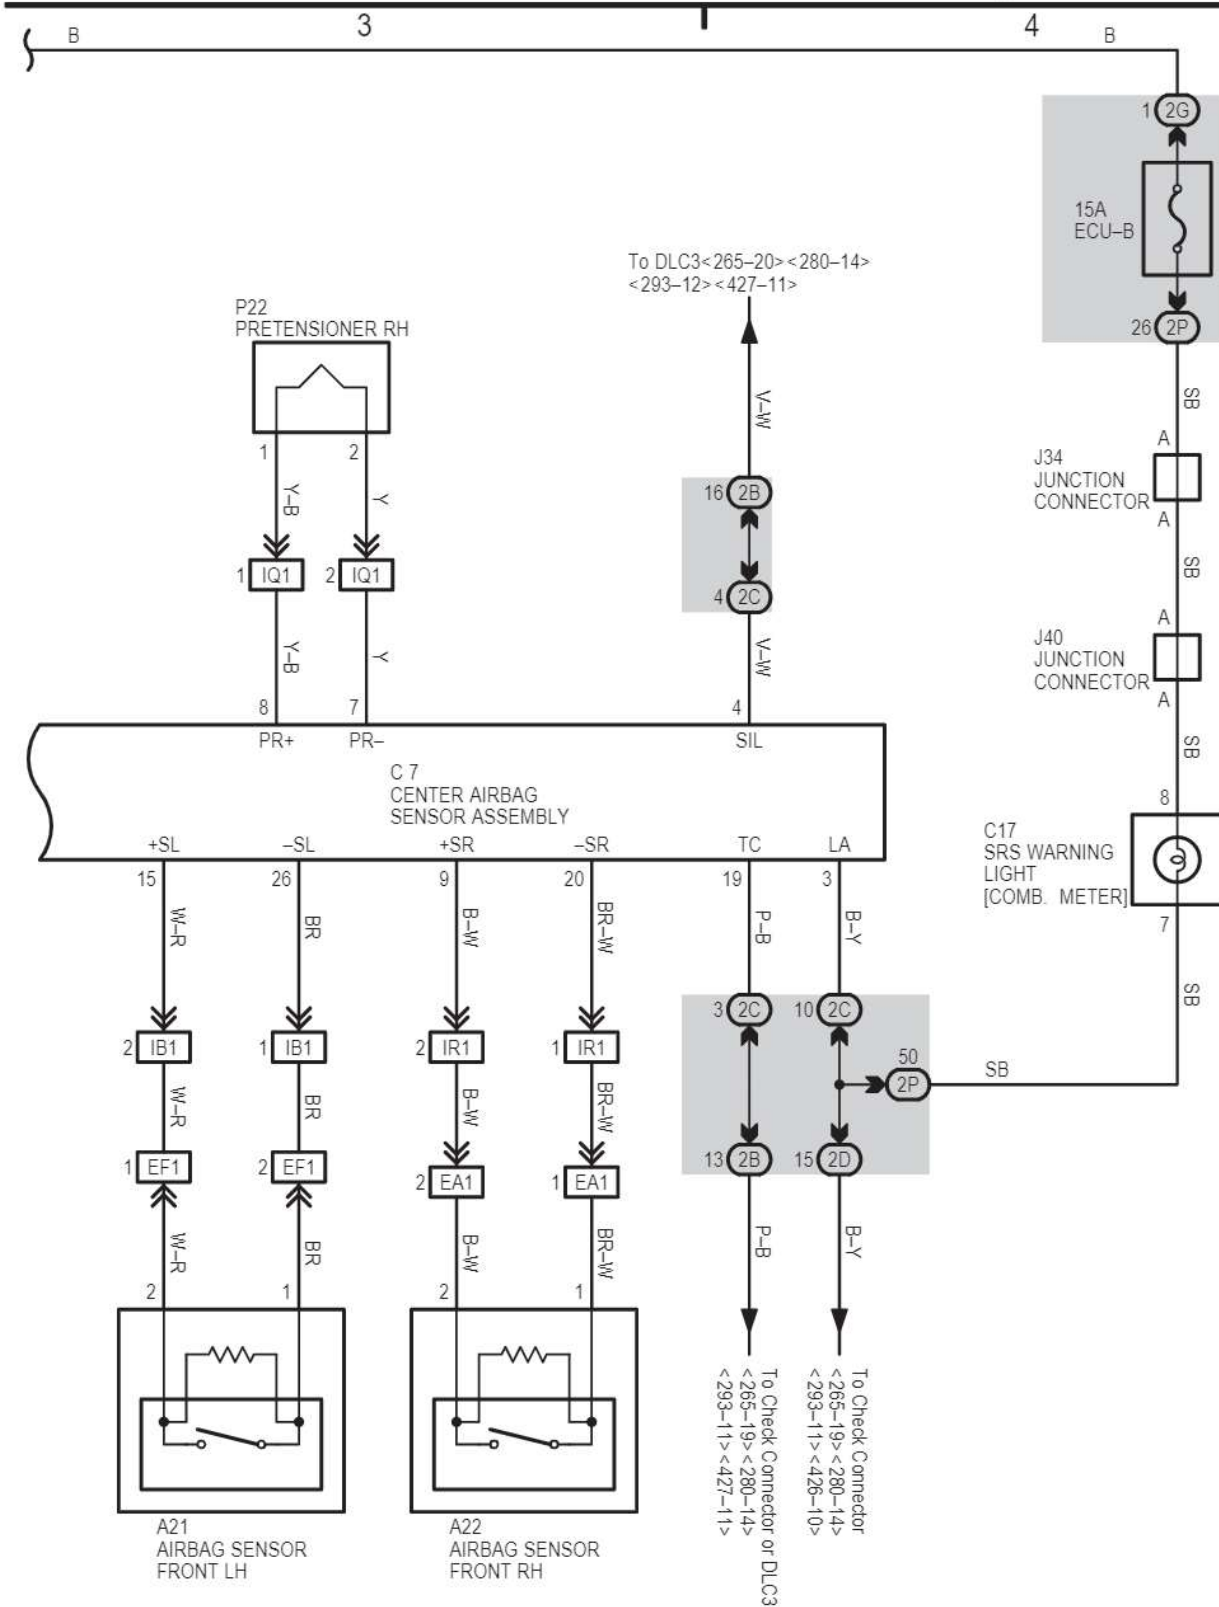 3
4
B
B
1 2G
15A
ECU–B
To DLC3<265–20><280–14>
<293–12><427–11>
P22
PRETENSIONER RH
26 2P
SB
V–W
A
1
2
J34
JUNCTION
CONNECTOR
Y–B
Y
16 2B
A
1 IQ1
2 IQ1
SB
4 2C
A
J40
JUNCTION
CONNECTOR
Y–B
Y
V–W
A
8
7
4
SB
PR+
PR–
SIL
C 7
CENTER AIRBAG
SENSOR ASSEMBLY
8
C17
SRS WARNING
LIGHT
[COMB. METER]
+SL
–SL
+SR
–SR
TC
LA
15
26
9
20
19
3
7
W–R
BR
B–W
BR–W
P–B
B–Y
SB
3 2C
10 2C
2 IB1
1 IB1
2 IR1
1 IR1
50
2P
SB
W–R
BR
B–W
BR–W
1 EF1
2 EF1
2 EA1
1 EA1
13 2B
15 2D
W–R
BR
B–W
BR–W
P–B
B–Y
2
1
2
1
To Check Connector or DLC3
<265–19><280–14>
<293–11><427–11>
To Check Connector
<265–19><280–14>
<293–11><426–10>
A21
AIRBAG SENSOR
FRONT LH
A22
AIRBAG SENSOR
FRONT RH